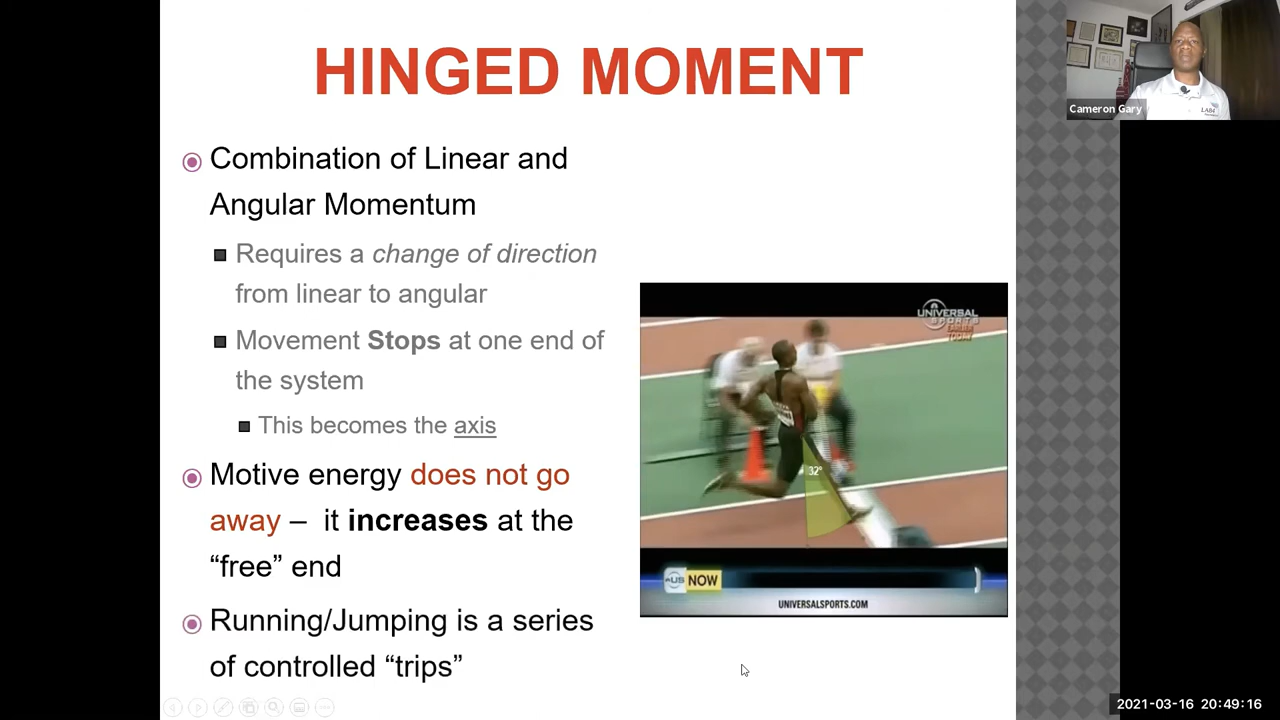 HINGED MOMENT
Cameron Gary
Combination of Linear and
Angular Momentum
Requires a change of direction
from linear to angular
Movement Stops at one end of
the system
This becomes the axis
Motive energy does not go
away – it increases at the
“free” end
Running/Jumping is a series
of controlled “trips”
UNIVERSAL
SPORTS
EARLIER
TODAY
32°
US NOW
UNIVERSALSPORTS.COM
2021-03-16 20:49:16